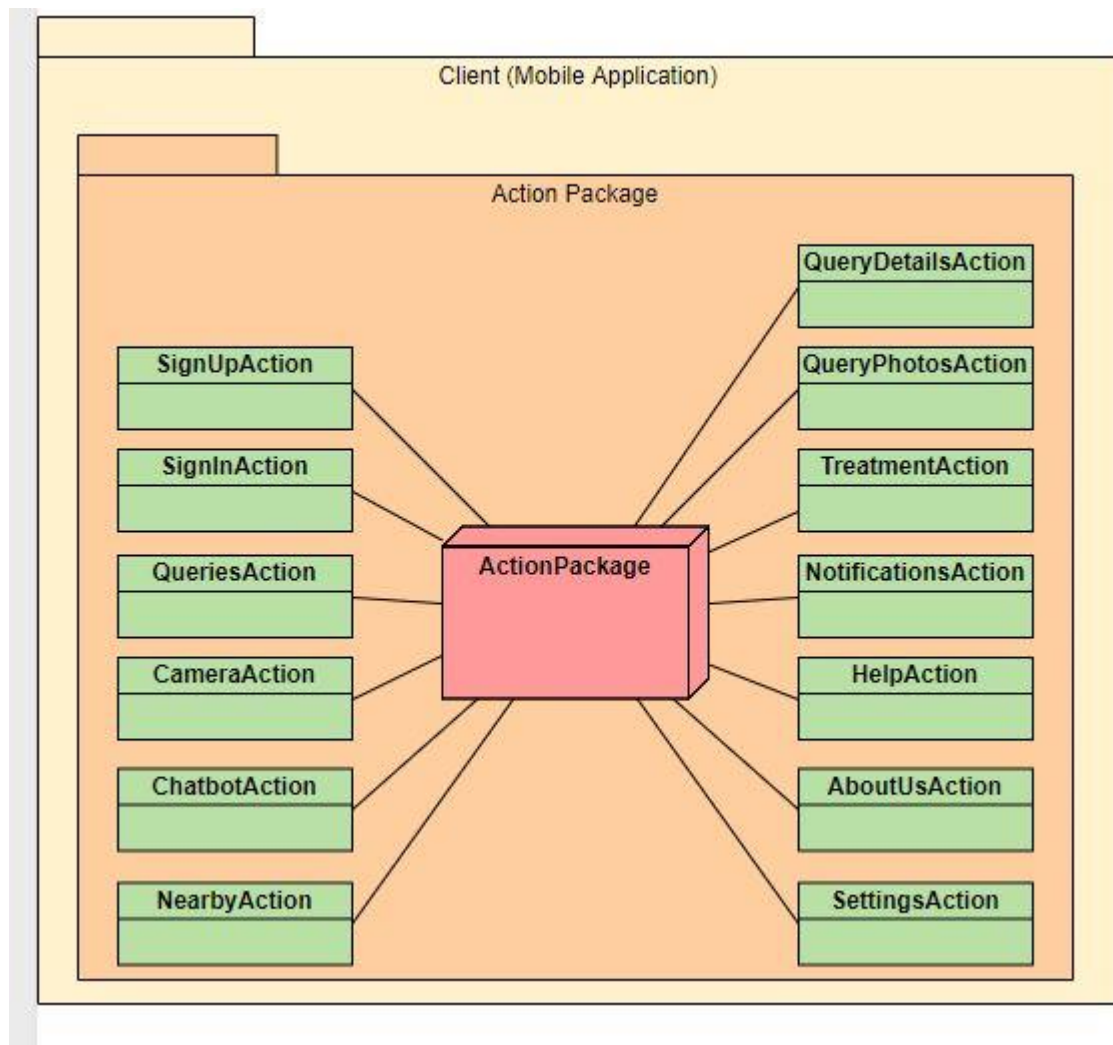 Client (Mobile Application)
Action Package
QueryDetailsAction
SignUpAction
QueryPhotosAction
SignInAction
TreatmentAction
QueriesAction
ActionPackage
NotificationsAction
CameraAction
HelpAction
ChatbotAction
AboutUsAction
NearbyAction
SettingsAction